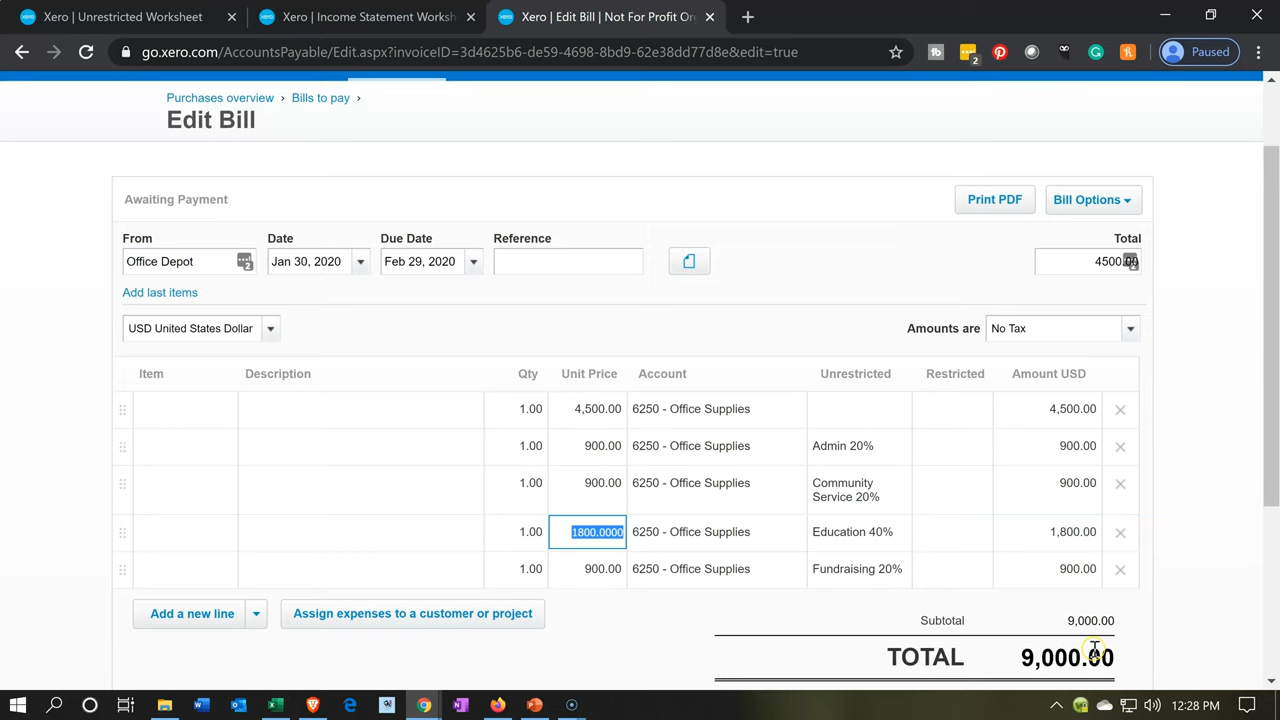 Xero | Unrestricted Worksheet
Xero | Income Statement Worksh
Xero | Edit Bill | Not For Profit Or
go.xero.com/AccountsPayable/Edit.aspx?invoiceID=3d4625b6-de59-4698-8bd9-62e38dd77d8e&edit=true
Paused
Purchases overview › Bills to pay ›
Edit Bill
Awaiting Payment
Print PDF
Bill Options
From Date Due Date Reference Total
Office Depot Jan 30, 2020 Feb 29, 2020 4500.00
Add last items
USD United States Dollar Amounts are No Tax
Item Description Qty Unit Price Account Unrestricted Restricted Amount USD
1.00 4,500.00 6250 - Office Supplies 4,500.00
1.00 900.00 6250 - Office Supplies Admin 20% 900.00
1.00 900.00 6250 - Office Supplies Community 900.00
Service 20%
1.00 1800.0000 6250 - Office Supplies Education 40% 1,800.00
1.00 900.00 6250 - Office Supplies Fundraising 20% 900.00
Add a new line Assign expenses to a customer or project
Subtotal 9,000.00
TOTAL 9,000.00
12:28 PM